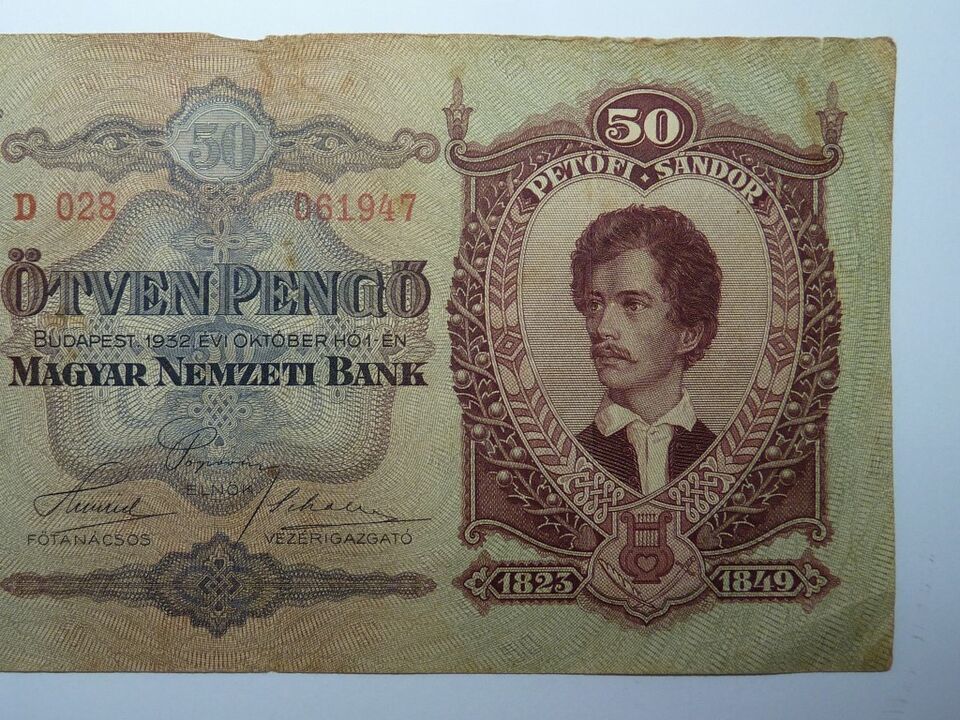 50
D 028 061947
ÖTVEN PENGŐ
BUDAPEST, 1932 ÉVI OKTÓBER HÓ 1-ÉN
MAGYAR NEMZETI BANK
ELNÖK
FŐTANÁCSOS VEZÉRIGAZGATÓ
50
PETŐFI · SÁNDOR
1823 1849